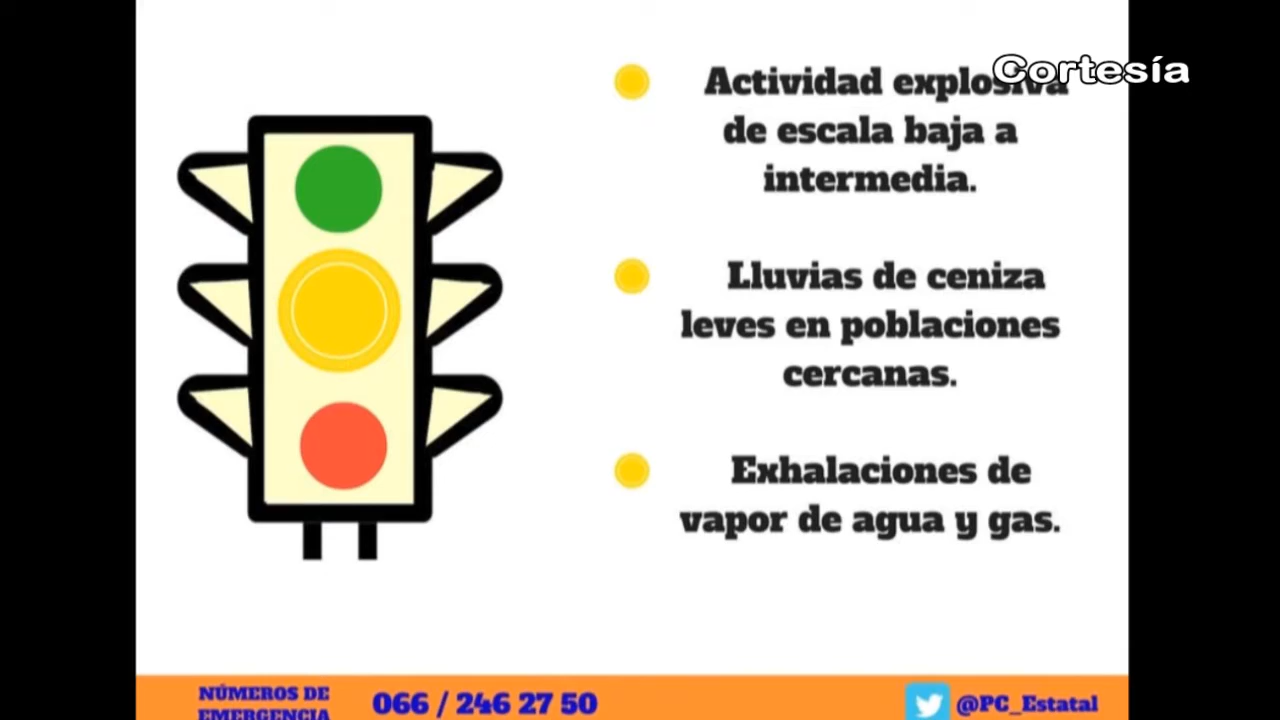 Cortesía
Actividad explosiva
de escala baja a
intermedia.
Lluvias de ceniza
leves en poblaciones
cercanas.
Exhalaciones de
vapor de agua y gas.
NÚMEROS DE
EMERGENCIA
066 / 246 27 50
@PC_Estatal